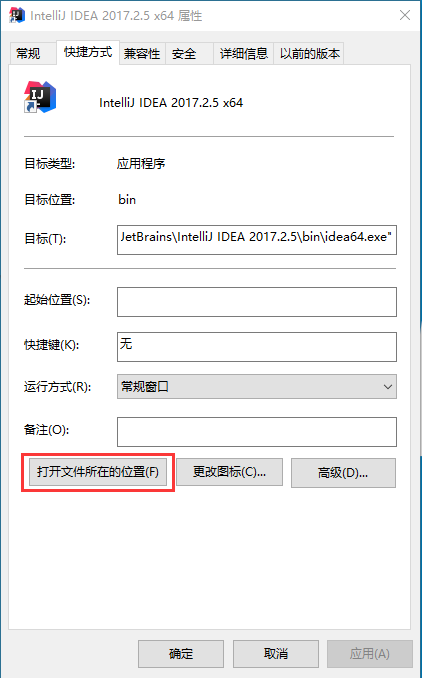 IntelliJ IDEA 2017.2.5 x64 属性
常规 快捷方式 兼容性 安全 详细信息 以前的版本
IJ
IntelliJ IDEA 2017.2.5 x64
目标类型: 应用程序
目标位置: bin
目标(T): JetBrains\IntelliJ IDEA 2017.2.5\bin\idea64.exe"
起始位置(S):
快捷键(K): 无
运行方式(R): 常规窗口
备注(O):
打开文件所在的位置(F) 更改图标(C)... 高级(D)...
确定 取消 应用(A)